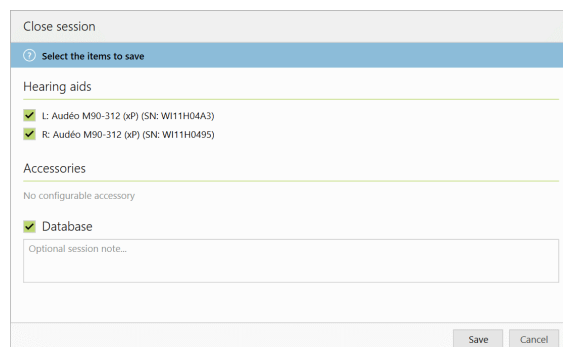 Close session
? Select the items to save
Hearing aids
L: Audéo M90-312 (xP) (SN: WI11H04A3)
R: Audéo M90-312 (xP) (SN: WI11H0495)
Accessories
No configurable accessory
Database
Optional session note...
Save Cancel